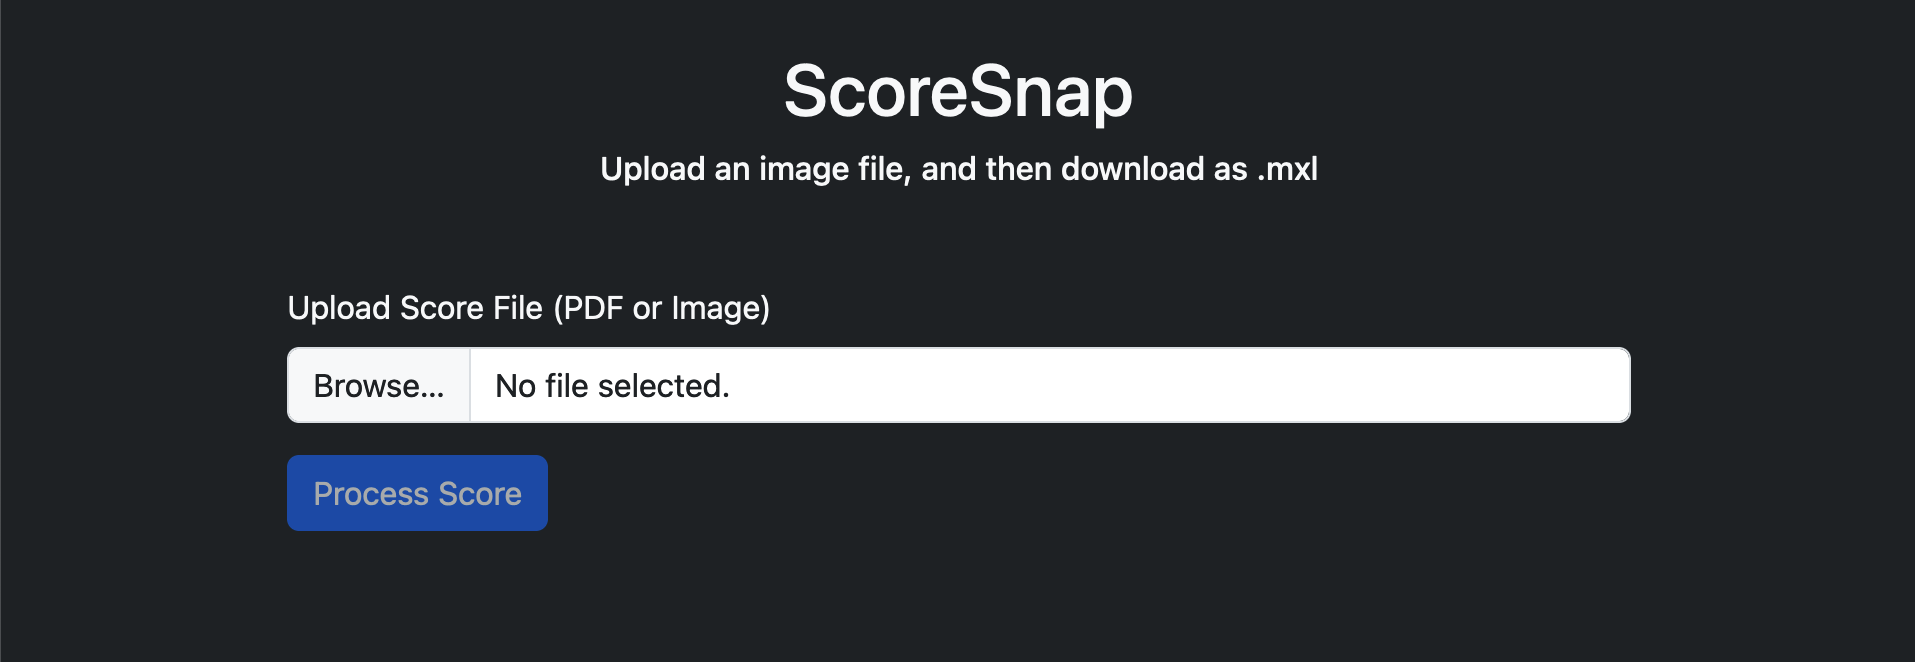 ScoreSnap
Upload an image file, and then download as .mxl
Upload Score File (PDF or Image)
Browse... No file selected.
Process Score